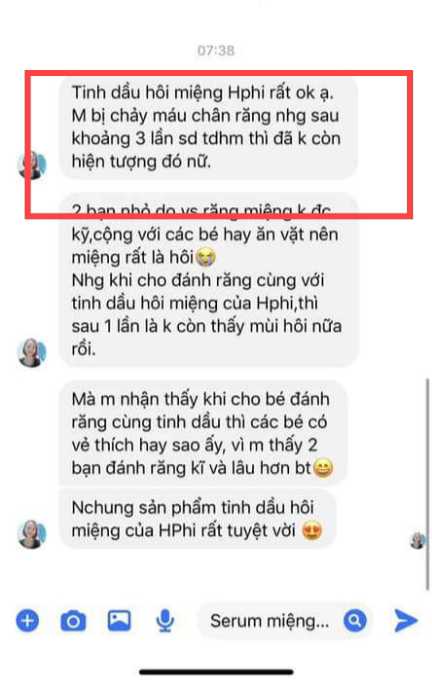 07:38
Tinh dầu hôi miệng Hphi rất ok ạ.
M bị chảy máu chân răng nhg sau
khoảng 3 lần sd tdhm thì đã k còn
hiện tượng đó nữ.
2 bạn nhỏ do vs răng miệng k đc
kỹ,cộng với các bé hay ăn vặt nên
miệng rất là hôi😭
Nhg khi cho đánh răng cùng với
tinh dầu hôi miệng của Hphi,thì
sau 1 lần là k còn thấy mùi hôi nữa
rồi.
Mà m nhận thấy khi cho bé đánh
răng cùng tinh dầu thì các bé có
vẻ thích hay sao ấy, vì m thấy 2
bạn đánh răng kĩ và lâu hơn bt😄
Nchung sản phẩm tinh dầu hôi
miệng của HPhi rất tuyệt vời 😍
Serum miệng...